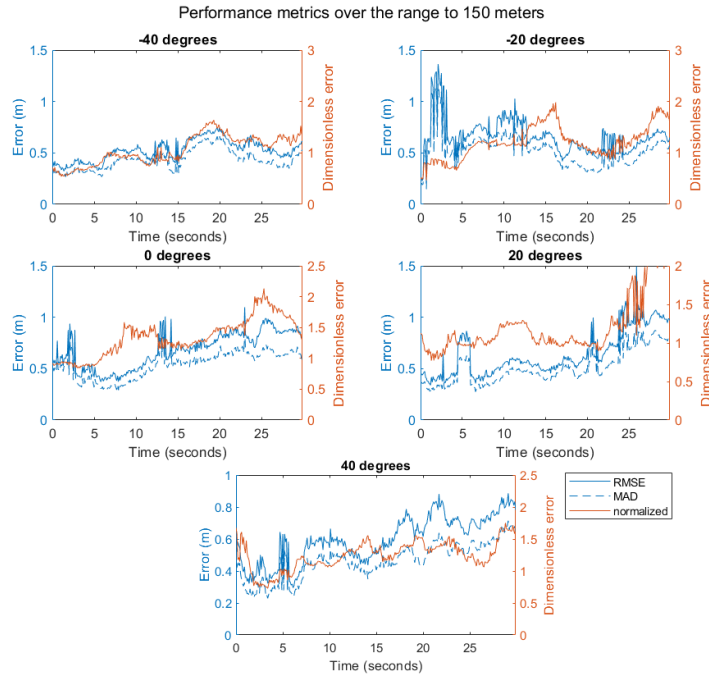 Performance metrics over the range to 150 meters
-40 degrees
1.5
1
0.5
0
Error (m)
3
2
1
0
Dimensionless error
0 5 10 15 20 25
Time (seconds)
-20 degrees
1.5
1
0.5
0
Error (m)
3
2
1
0
Dimensionless error
0 5 10 15 20 25
Time (seconds)
0 degrees
1.5
1
0.5
0
Error (m)
2.5
2
1.5
1
0.5
0
Dimensionless error
0 5 10 15 20 25
Time (seconds)
20 degrees
1.5
1
0.5
0
Error (m)
2
1.5
1
0.5
0
Dimensionless error
0 5 10 15 20 25
Time (seconds)
40 degrees
1
0.8
0.6
0.4
0.2
0
Error (m)
2.5
2
1.5
1
0.5
0
Dimensionless error
0 5 10 15 20 25
Time (seconds)
RMSE
MAD
normalized